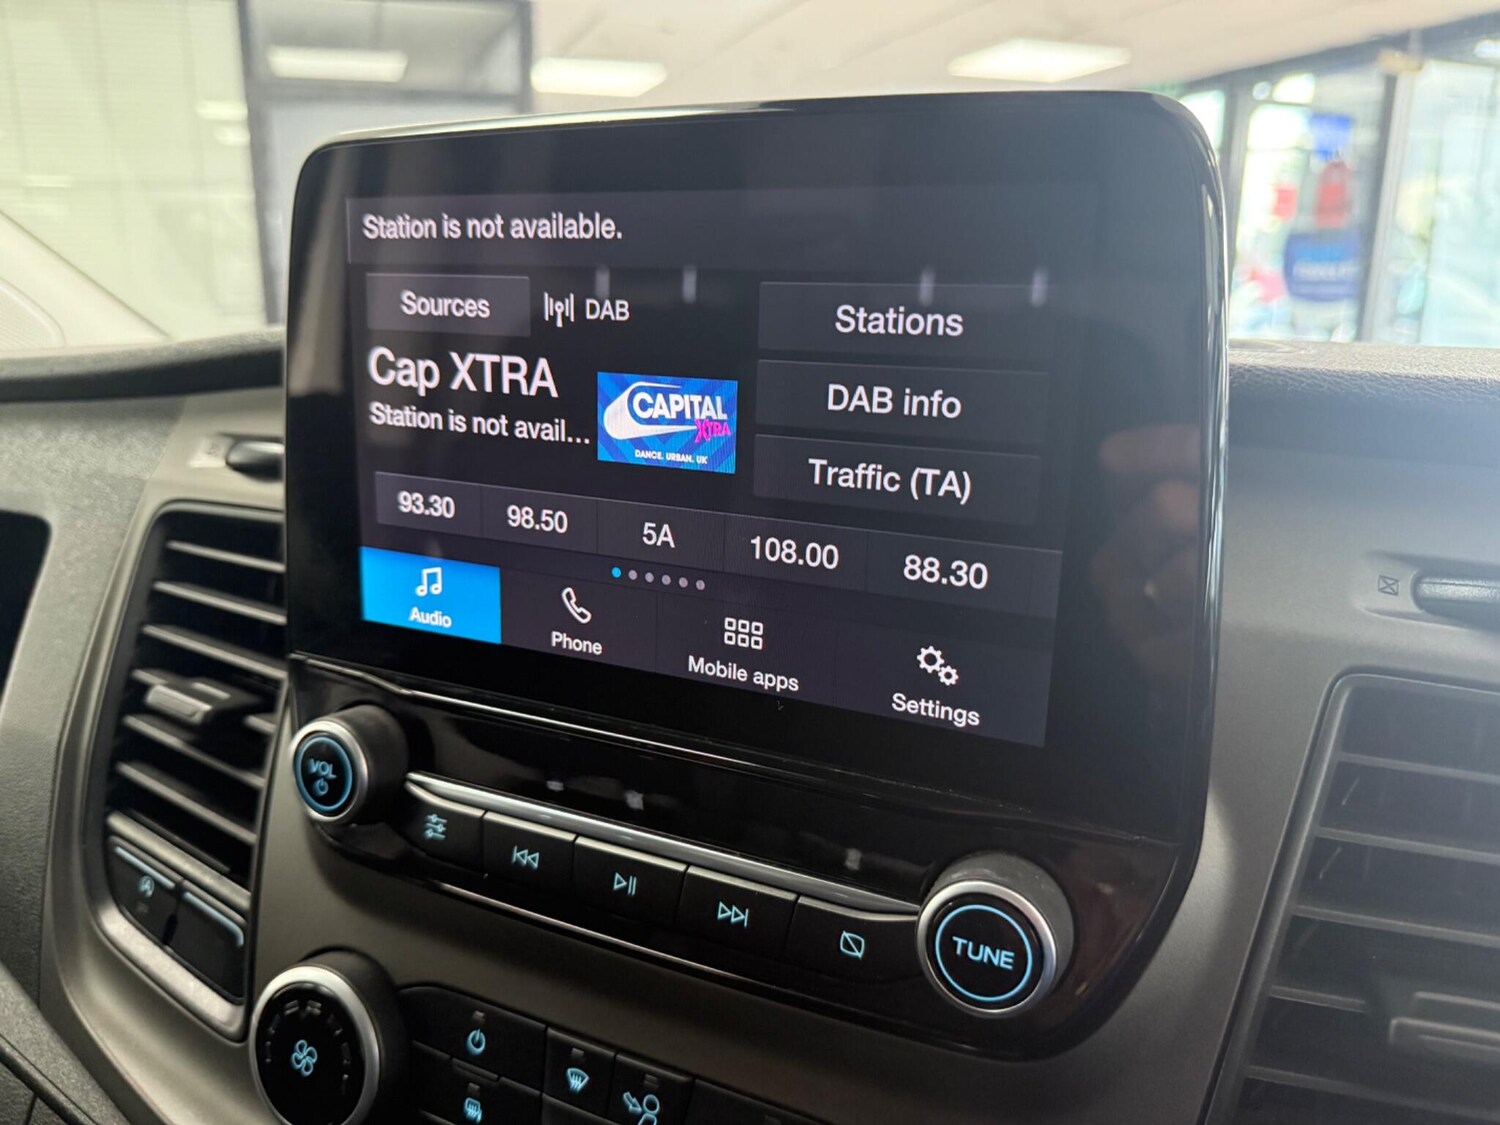 Station is not available.
Sources DAB
Stations
Cap XTRA
Station is not avail...
CAPITAL
XTRA
DANCE. URBAN. UK
DAB info
Traffic (TA)
93.30 98.50 5A 108.00 88.30
Audio Phone Mobile apps Settings
VOL
TUNE